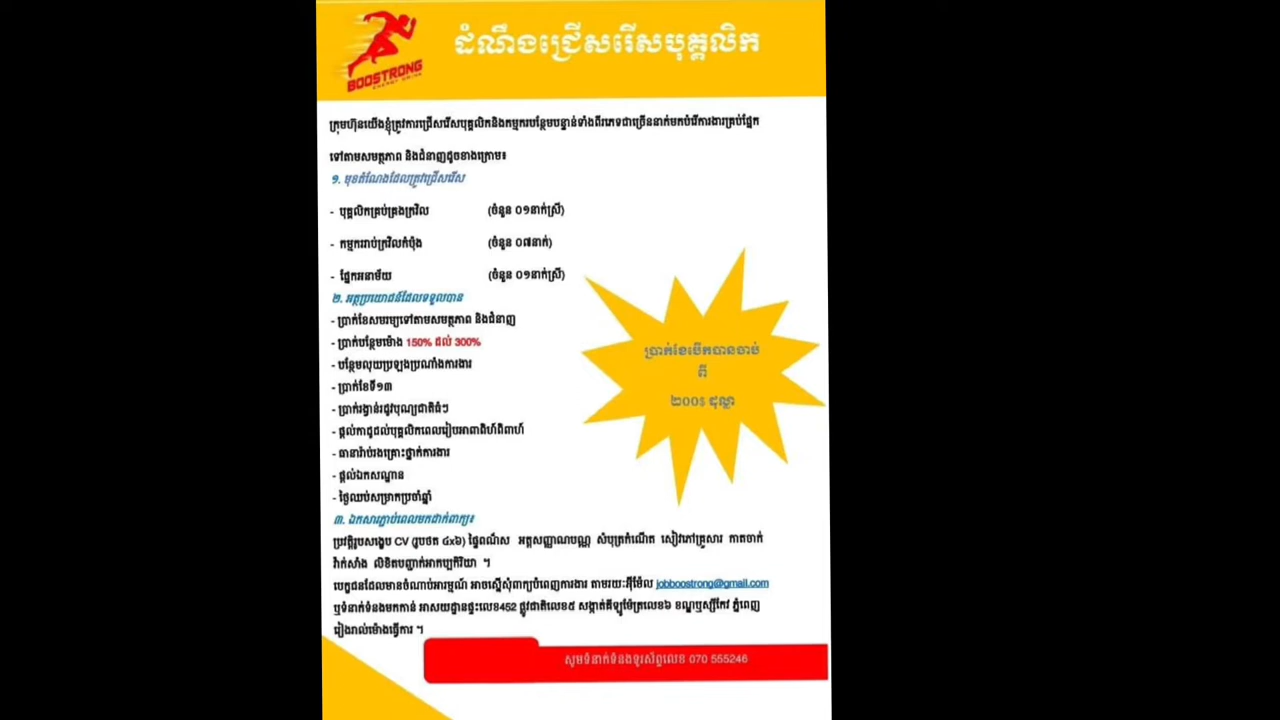 BOOSTRONG
ENERGY DRINK
ដំណឹងជ្រើសរើសបុគ្គលិក
ក្រុមហ៊ុនយើងខ្ញុំត្រូវការជ្រើសរើសបុគ្គលិកនិងកម្មករបន្ថែមបន្ទាន់ទាំងពីរភេទជាច្រើននាក់មកបំរើការងារគ្រប់ផ្នែក
ទៅតាមសមត្ថភាព និងជំនាញដូចខាងក្រោម៖
១. មុខតំណែងដែលត្រូវជ្រើសរើស
- បុគ្គលិកគ្រប់គ្រងក្រវិល (ចំនួន ០១នាក់ស្រី)
- កម្មកររាប់ក្រវិលកំប៉ុង (ចំនួន ០៧នាក់)
- ផ្នែកអនាម័យ (ចំនួន ០១នាក់ស្រី)
២. អត្ថប្រយោជន៍ដែលទទួលបាន
- ប្រាក់ខែសមរម្យទៅតាមសមត្ថភាព និងជំនាញ
- ប្រាក់បន្ថែមម៉ោង 150% ដល់ 300%
- បន្ថែមលុយប្រឡងប្រណាំងការងារ
- ប្រាក់ខែទី១៣
- ប្រាក់រង្វាន់រដូវបុណ្យជាតិធំៗ
- ផ្តល់កាដូជល់បុគ្គលិកពេលរៀបអាពាពិហ៍ពិពាហ៍
- ធានារ៉ាប់រងគ្រោះថ្នាក់ការងារ
- ផ្តល់ឯកសណ្ឋាន
- ថ្ងៃឈប់សម្រាកប្រចាំឆ្នាំ
ប្រាក់ខែបើកបានចាប់
ពី
២០០$ ដុល្លា
៣. ឯកសារភ្ជាប់ពេលមកដាក់ពាក្យ៖
ប្រវត្តិរូបសង្ខេប CV (រូបថត ៤x៦) ផ្ទៃពណ៌ស អត្តសញ្ញាណបណ្ណ សំបុត្រកំណើត សៀវភៅគ្រួសារ កាតចាក់
វ៉ាក់សាំង លិខិតបញ្ជាក់អាកប្បកិរិយា ។
បេក្ខជនដែលមានចំណាប់អារម្មណ៍ អាចស្នើសុំពាក្យបំពេញការងារ តាមរយៈអ៊ីម៉ែល jobboostrong@gmail.com
ឬទំនាក់ទំនងមកកាន់ អាសយដ្ឋានផ្ទះលេខ452 ផ្លូវជាតិលេខ៥ សង្កាត់គីឡូម៉ែត្រលេខ៦ ខណ្ឌឬស្សីកែវ ភ្នំពេញ
រៀងរាល់ម៉ោងធ្វើការ ។
សូមទំនាក់ទំនងទូរស័ព្ទលេខ 070 555246